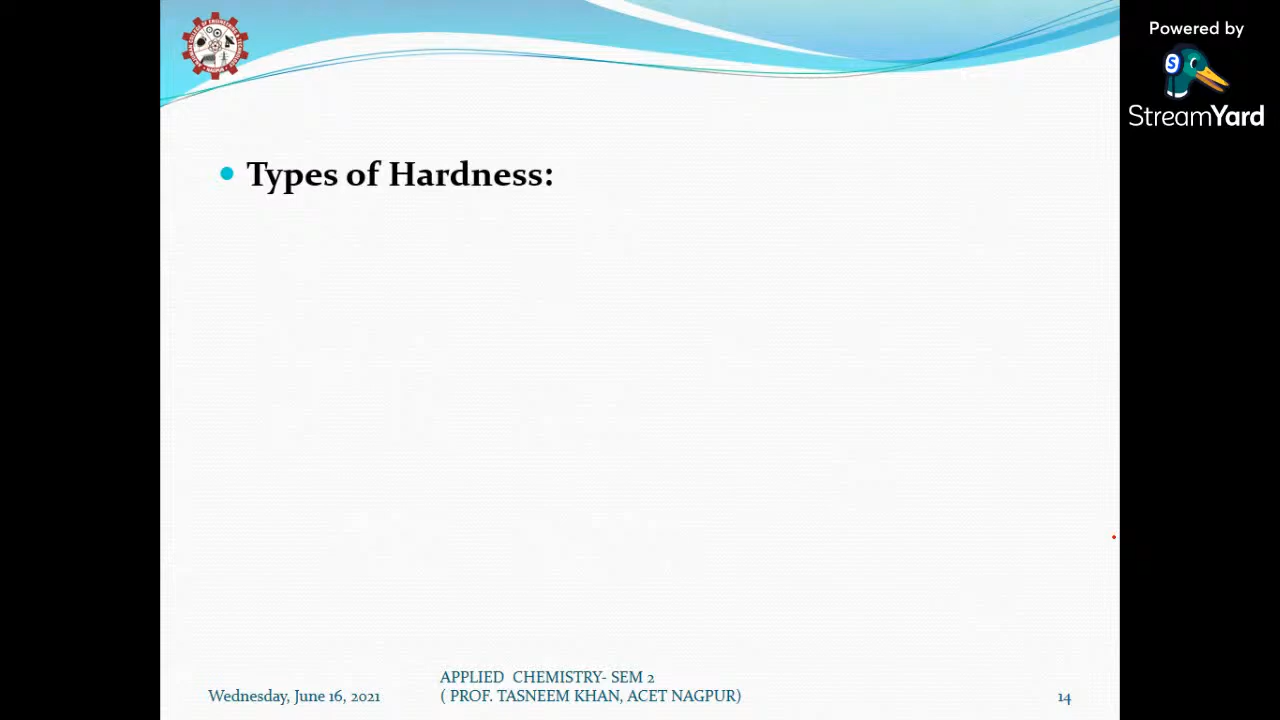 Powered by
StreamYard
Types of Hardness:
APPLIED CHEMISTRY- SEM 2
Wednesday, June 16, 2021
( PROF. TASNEEM KHAN, ACET NAGPUR)
14